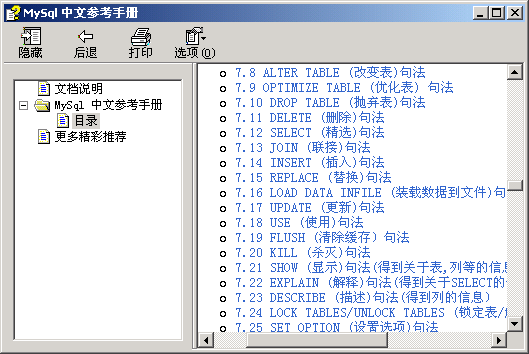 MySql 中文参考手册
隐藏 后退 打印 选项(O)
文档说明
MySql 中文参考手册
目录
更多精彩推荐
7.8 ALTER TABLE (改变表)句法
7.9 OPTIMIZE TABLE (优化表) 句法
7.10 DROP TABLE (抛弃表)句法
7.11 DELETE (删除)句法
7.12 SELECT (精选)句法
7.13 JOIN (联接)句法
7.14 INSERT (插入)句法
7.15 REPLACE (替换)句法
7.16 LOAD DATA INFILE (装载数据到文件)句
7.17 UPDATE (更新)句法
7.18 USE (使用)句法
7.19 FLUSH (清除缓存) 句法
7.20 KILL (杀灭)句法
7.21 SHOW (显示)句法(得到关于表,列等的信息
7.22 EXPLAIN (解释)句法(得到关于SELECT的
7.23 DESCRIBE (描述)句法(得到列的信息)
7.24 LOCK TABLES/UNLOCK TABLES (锁定表/
7.25 SET OPTION (设置选项)句法